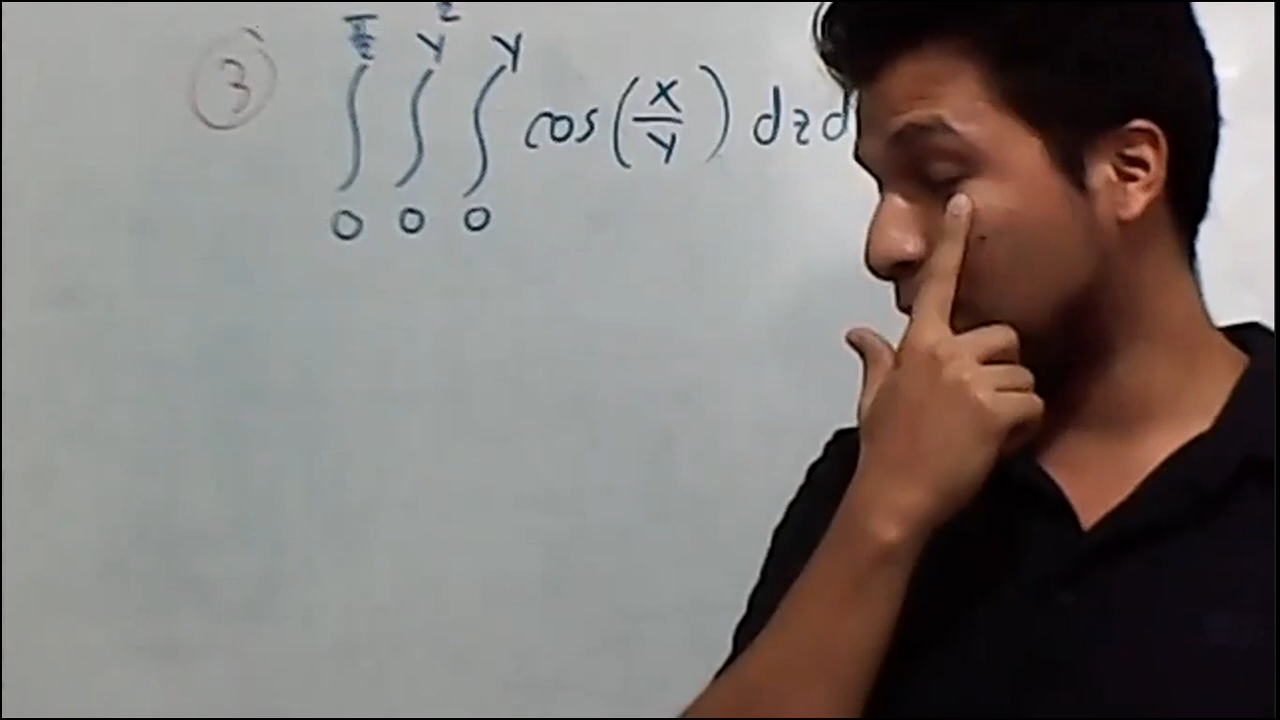 ③ ∫₀^{π/2} ∫₀^{y²} ∫₀^{y} cos(x/y) dz d